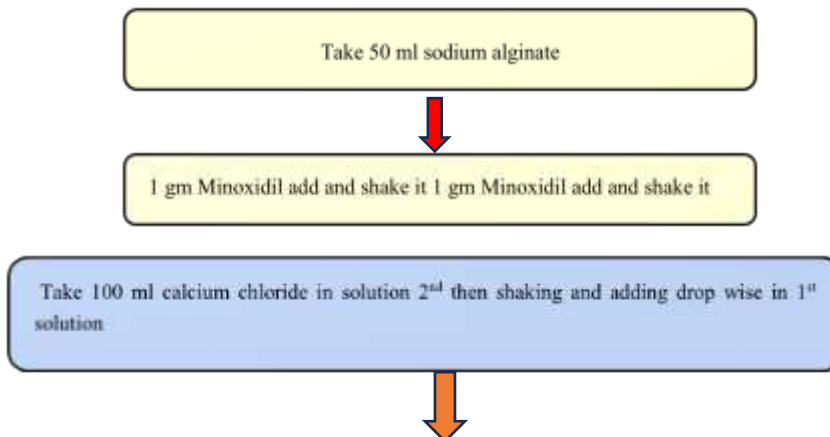 Take 50 ml sodium alginate
1 gm Minoxidil add and shake it 1 gm Minoxidil add and shake it
Take 100 ml calcium chloride in solution 2nd then shaking and adding drop wise in 1st
solution